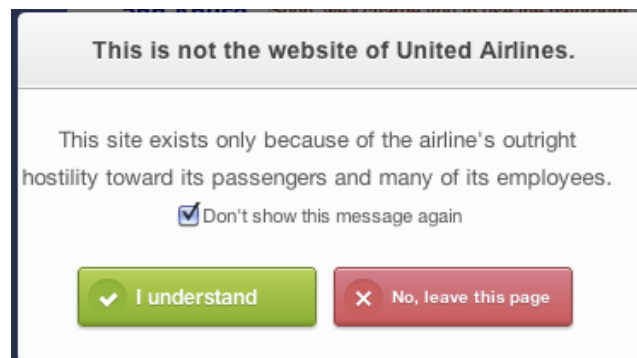 This is not the website of United Airlines.
This site exists only because of the airline's outright
hostility toward its passengers and many of its employees.
Don't show this message again
I understand
No, leave this page